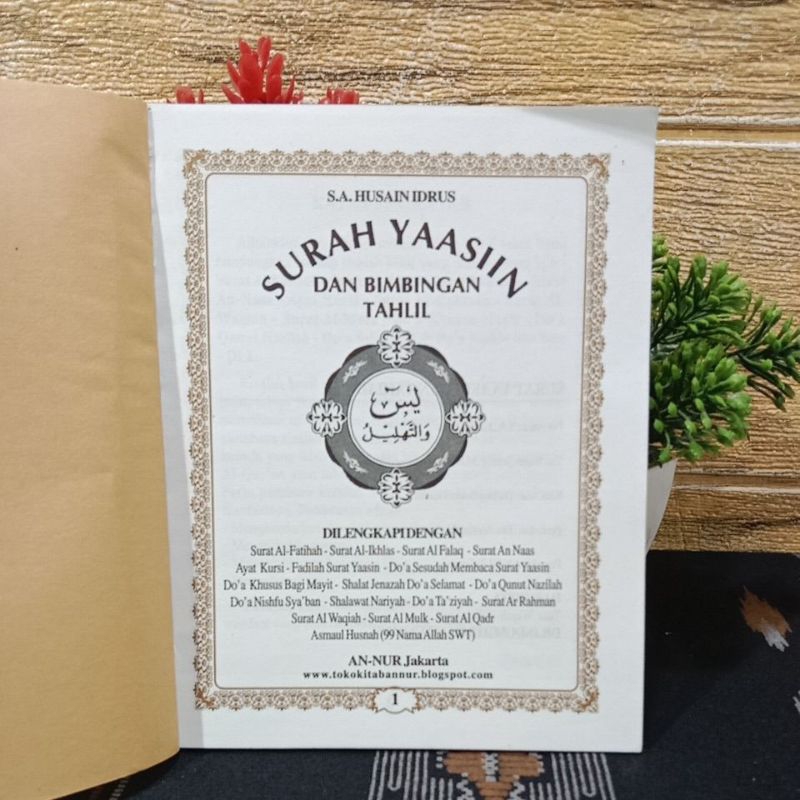 S.A. HUSAIN IDRUS
SURAH YAASIIN
DAN BIMBINGAN
TAHLIL
يٰسٓ
وَالتَّهْلِيْلُ
DILENGKAPI DENGAN
Surat Al-Fatihah - Surat Al-Ikhlas - Surat Al Falaq - Surat An Naas
Ayat Kursi - Fadilah Surat Yaasin - Do'a Sesudah Membaca Surat Yaasin
Do'a Khusus Bagi Mayit - Shalat Jenazah Do'a Selamat - Do'a Qunut Nazilah
Do'a Nishfu Sya'ban - Shalawat Nariyah - Do'a Ta'ziyah - Surat Ar Rahman
Surat Al Waqiah - Surat Al Mulk - Surat Al Qadr
Asmaul Husnah (99 Nama Allah SWT)
AN-NUR Jakarta
www.tokokitabannur.blogspot.com
1